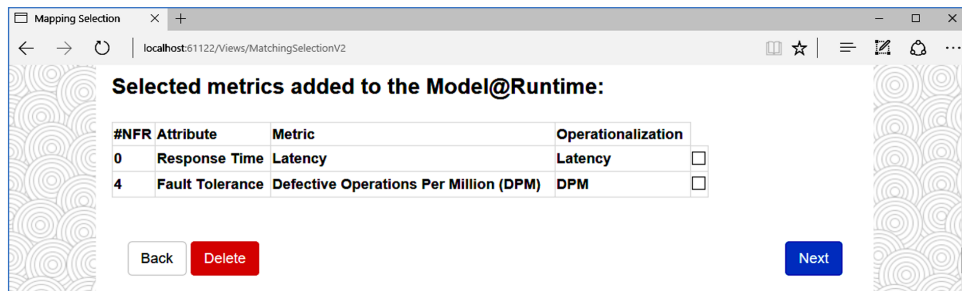 Mapping Selection
localhost:61122/Views/MatchingSelectionV2
Selected metrics added to the Model@Runtime:
#NFR Attribute Metric Operationalization
0 Response Time Latency Latency
4 Fault Tolerance Defective Operations Per Million (DPM) DPM
Back Delete Next